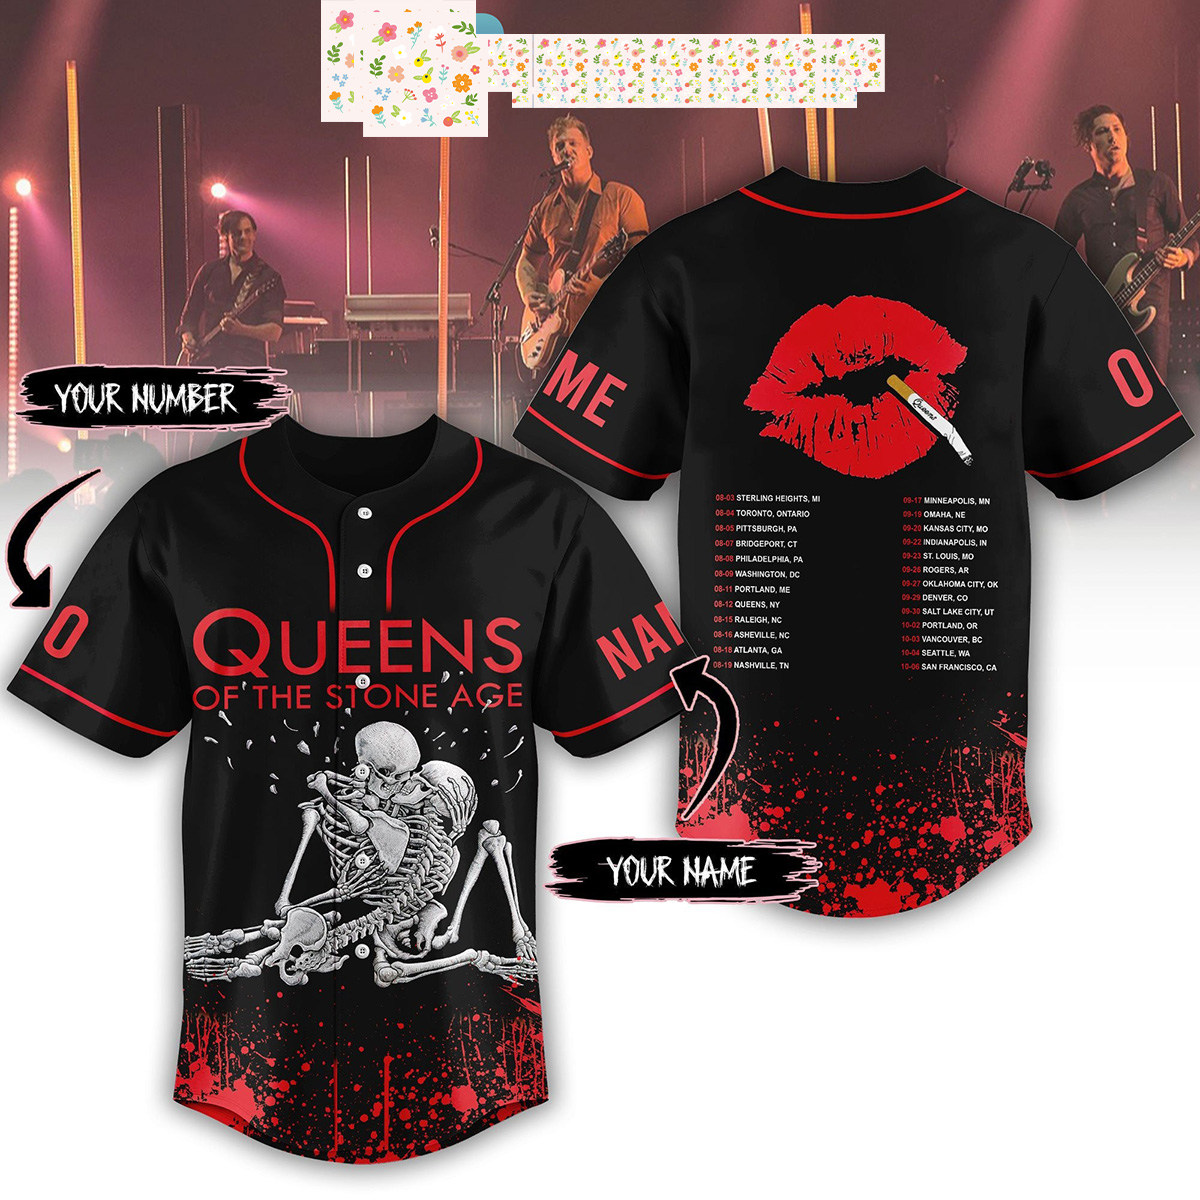 YOUR NUMBER
ME
O
Queens
08-03 STERLING HEIGHTS, MI
08-04 TORONTO, ONTARIO
08-05 PITTSBURGH, PA
08-07 BRIDGEPORT, CT
08-08 PHILADELPHIA, PA
08-09 WASHINGTON, DC
08-11 PORTLAND, ME
08-12 QUEENS, NY
08-15 RALEIGH, NC
08-16 ASHEVILLE, NC
08-18 ATLANTA, GA
08-19 NASHVILLE, TN
09-17 MINNEAPOLIS, MN
09-19 OMAHA, NE
09-20 KANSAS CITY, MO
09-22 INDIANAPOLIS, IN
09-23 ST. LOUIS, MO
09-26 ROGERS, AR
09-27 OKLAHOMA CITY, OK
09-29 DENVER, CO
09-30 SALT LAKE CITY, UT
10-02 PORTLAND, OR
10-03 VANCOUVER, BC
10-04 SEATTLE, WA
10-06 SAN FRANCISCO, CA
O
QUEENS
OF THE STONE AGE
NAI
YOUR NAME